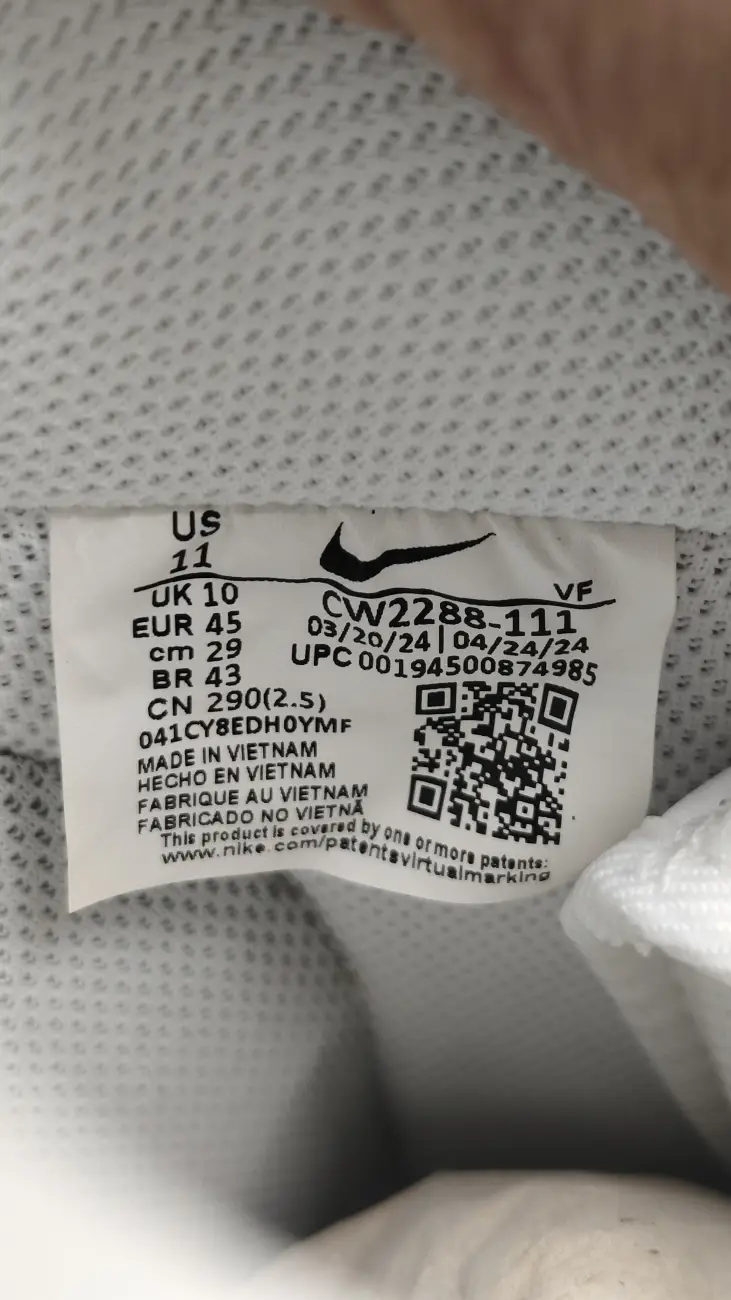 US
11
UK 10
EUR 45
cm 29
BR 43
CN 290(2.5)
041CY8EDH0YMF
MADE IN VIETNAM
HECHO EN VIETNAM
FABRIQUE AU VIETNAM
FABRICADO NO VIETNÃ
VF
CW2288-111
03/20/24 | 04/24/24
UPC 00194500874985
This product is covered by one or more patents:
www.nike.com/patentsvirtualmarking